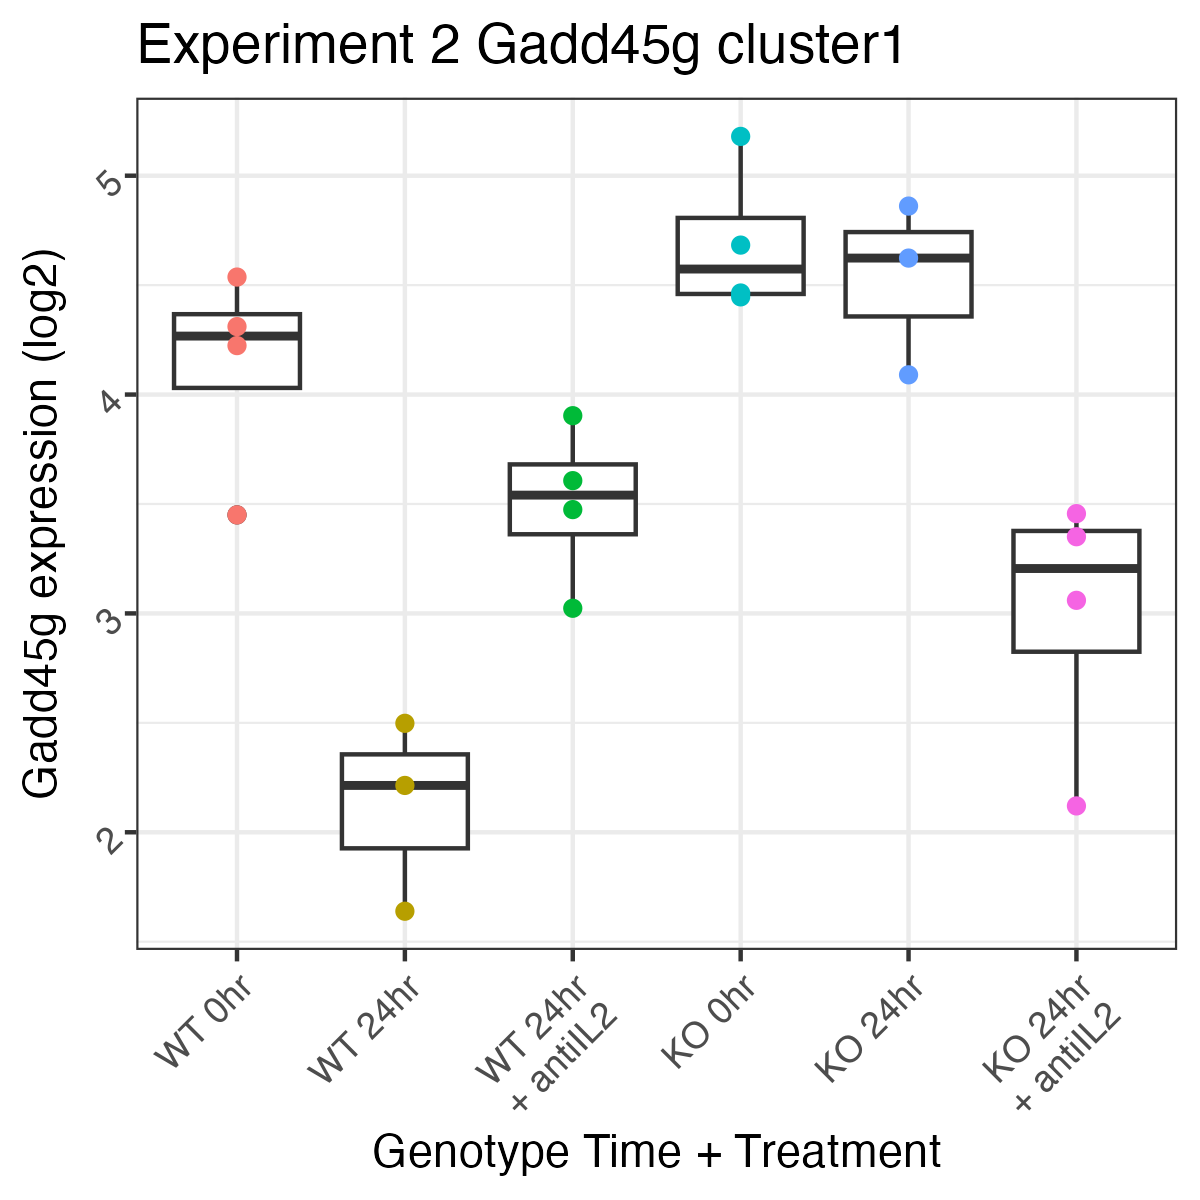 Experiment 2 Gadd45g cluster1
Gadd45g expression (log2)
5
4
3
2
WT 0hr
WT 24hr
WT 24hr
+ antiIL2
KO 0hr
KO 24hr
KO 24hr
+ antiIL2
Genotype Time + Treatment